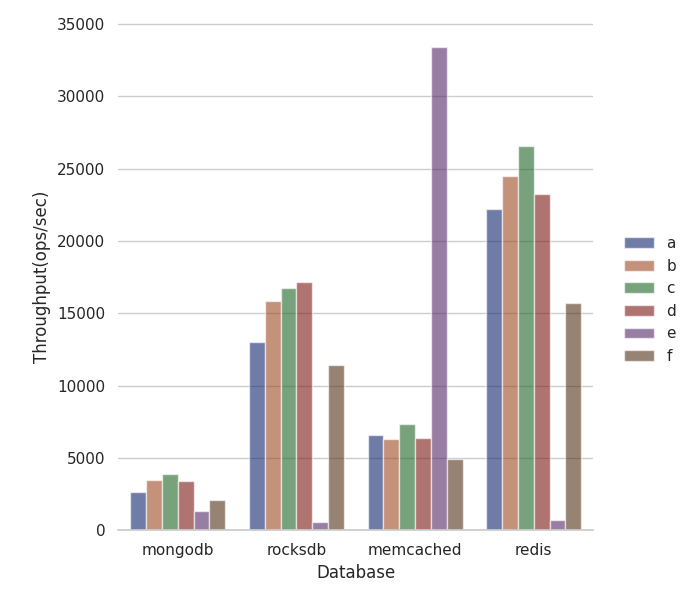 35000
30000
25000
20000
15000
10000
5000
0
Throughput(ops/sec)
mongodb rocksdb memcached redis
Database
a
b
c
d
e
f